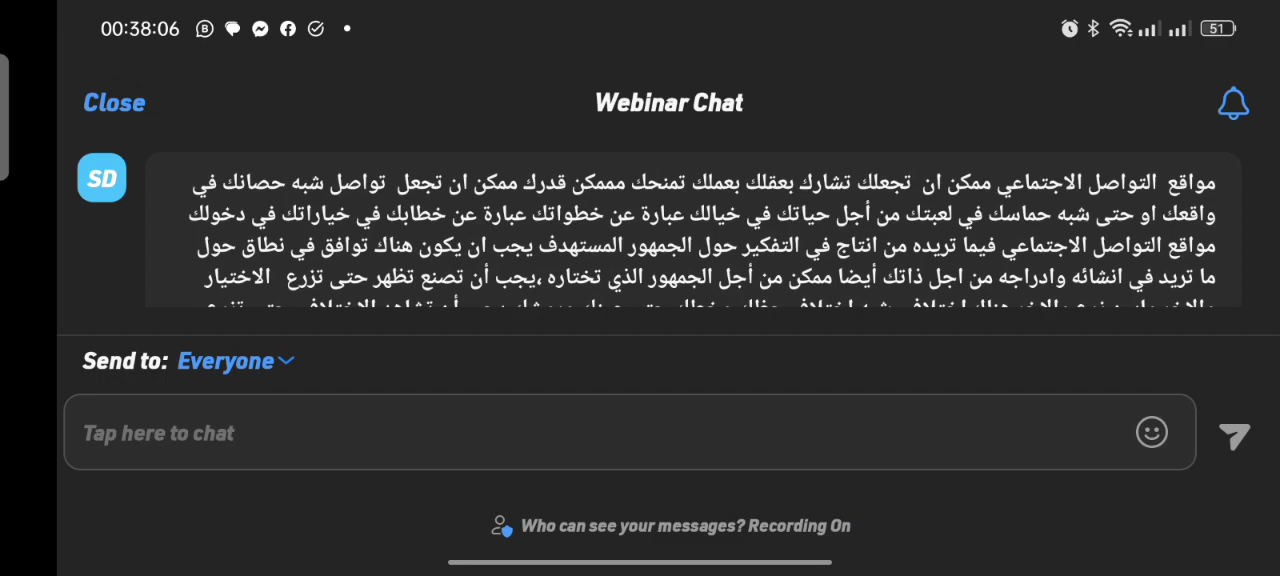 00:38:06
51
Close
Webinar Chat
SD
مواقع التواصل الاجتماعي ممكن ان تجعلك تشارك بعقلك بعملك تمنحك مممكن قدرك ممكن ان تجعل تواصل شبه حصانك في
واقعك او حتى شبه حماسك في لعبتك من أجل حياتك في خيالك عبارة عن خطواتك عبارة عن خطابك في خياراتك في دخولك
مواقع التواصل الاجتماعي فيما تريده من انتاج في التفكير حول الجمهور المستهدف يجب ان يكون هناك توافق في نطاق حول
ما تريد في انشائه وادراجه من اجل ذاتك أيضا ممكن من أجل الجمهور الذي تختاره ،يجب أن تصنع تظهر حتى تزرع الاختيار
Send to: Everyone
Tap here to chat
Who can see your messages? Recording On